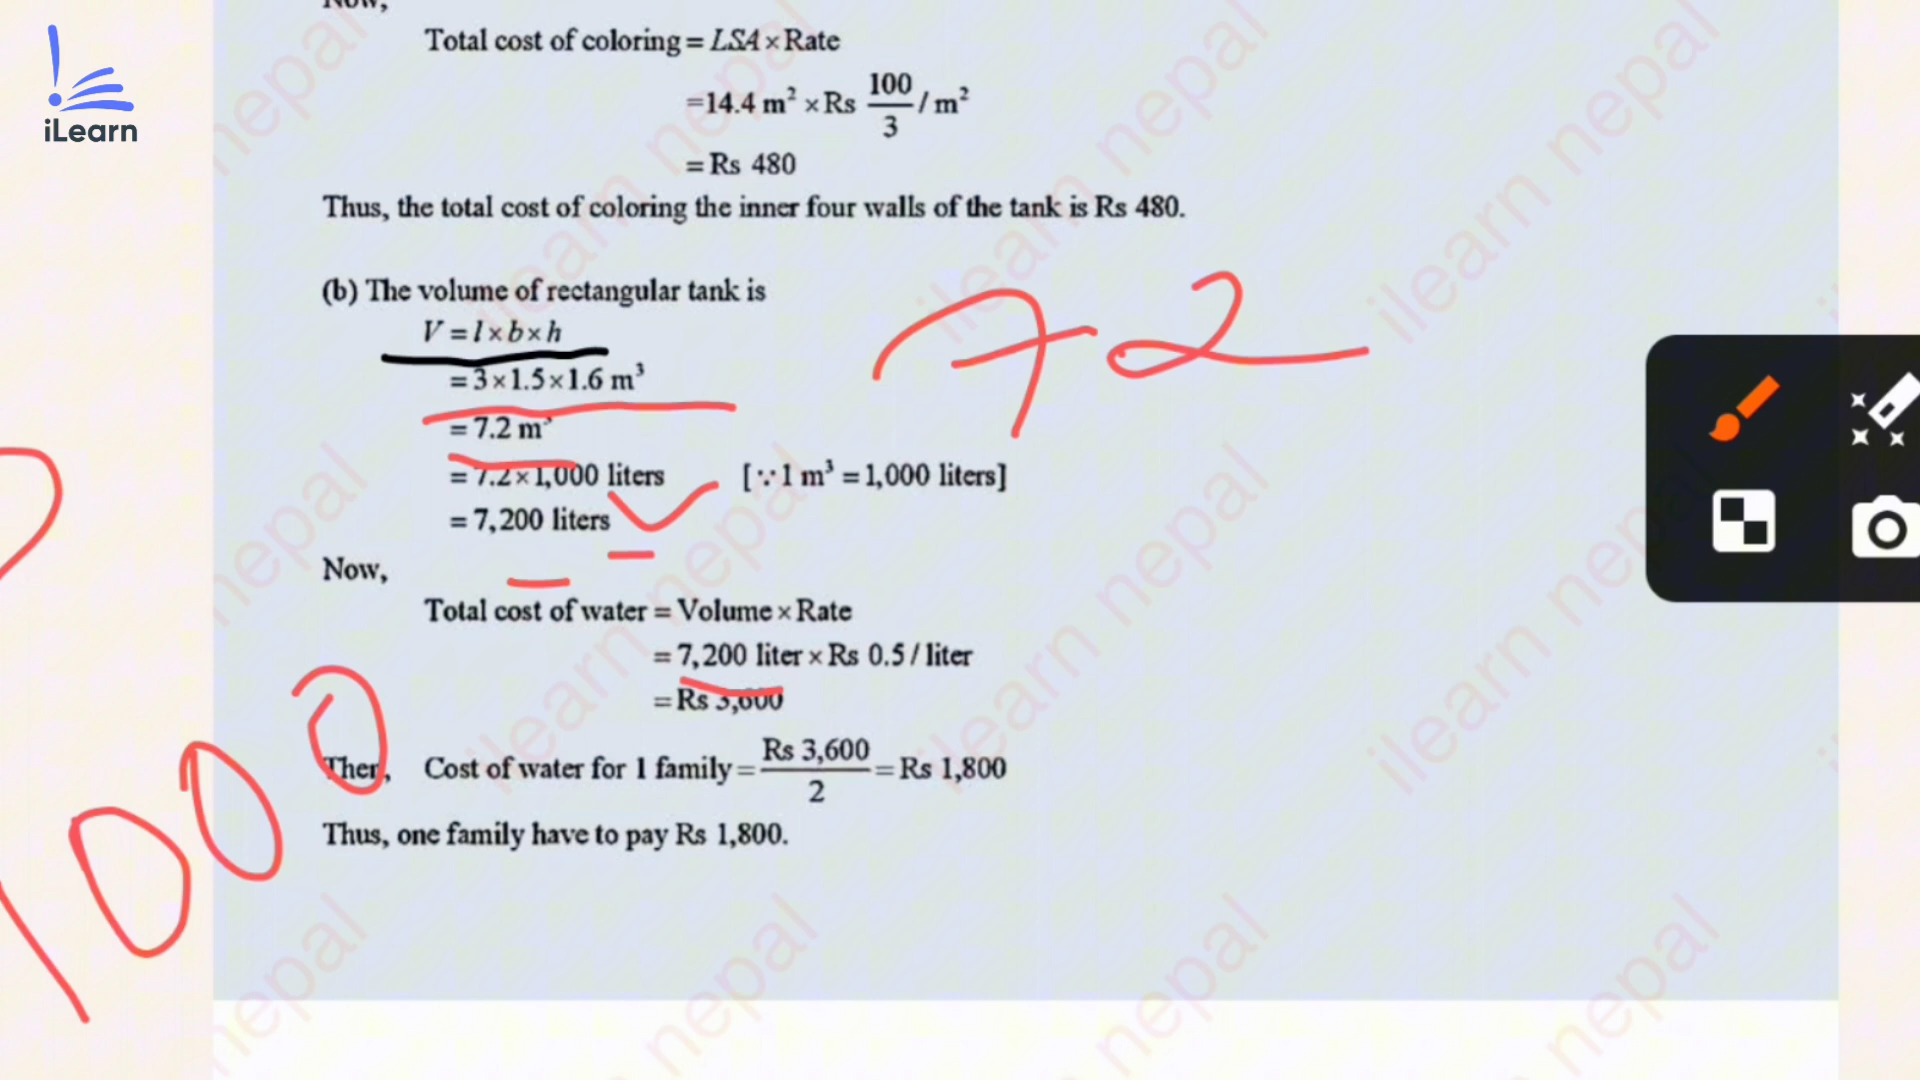 iLearn
Now,
Total cost of coloring = LSA × Rate
=14.4 m² × Rs 100/3 / m²
= Rs 480
Thus, the total cost of coloring the inner four walls of the tank is Rs 480.
(b) The volume of rectangular tank is
V = l × b × h
= 3 × 1.5 × 1.6 m³
= 7.2 m³
= 7.2 × 1,000 liters [∵ 1 m³ = 1,000 liters]
= 7,200 liters
72
Now,
Total cost of water = Volume × Rate
= 7,200 liter × Rs 0.5 / liter
= Rs 3,600
Then, Cost of water for 1 family = Rs 3,600/2 = Rs 1,800
Thus, one family have to pay Rs 1,800.
1000
ilearn nepal